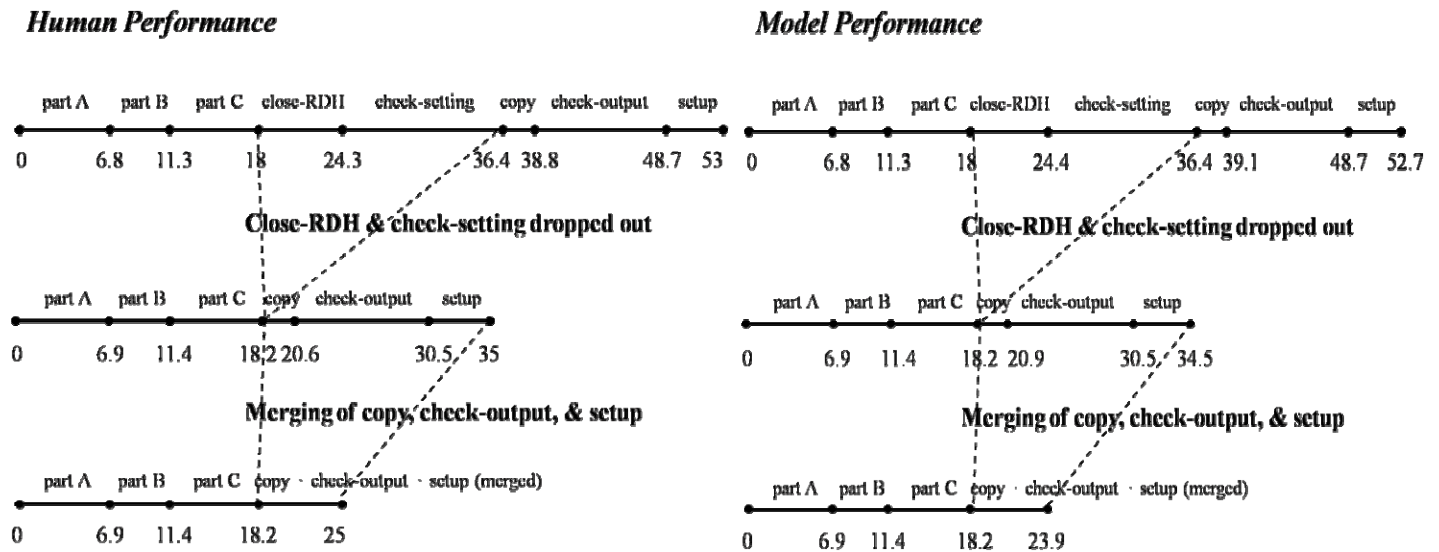 Human Performance
part A part B part C close-RDH check-setting copy check-output setup
0 6.8 11.3 18 24.3 36.4 38.8 48.7 53
Close-RDH & check-setting dropped out
part A part B part C copy check-output setup
0 6.9 11.4 18.2 20.6 30.5 35
Merging of copy, check-output, & setup
part A part B part C copy · check-output · setup (merged)
0 6.9 11.4 18.2 25
Model Performance
part A part B part C close-RDH check-setting copy check-output setup
0 6.8 11.3 18 24.4 36.4 39.1 48.7 52.7
Close-RDH & check-setting dropped out
part A part B part C copy check-output setup
0 6.9 11.4 18.2 20.9 30.5 34.5
Merging of copy, check-output, & setup
part A part B part C copy · check-output · setup (merged)
0 6.9 11.4 18.2 23.9